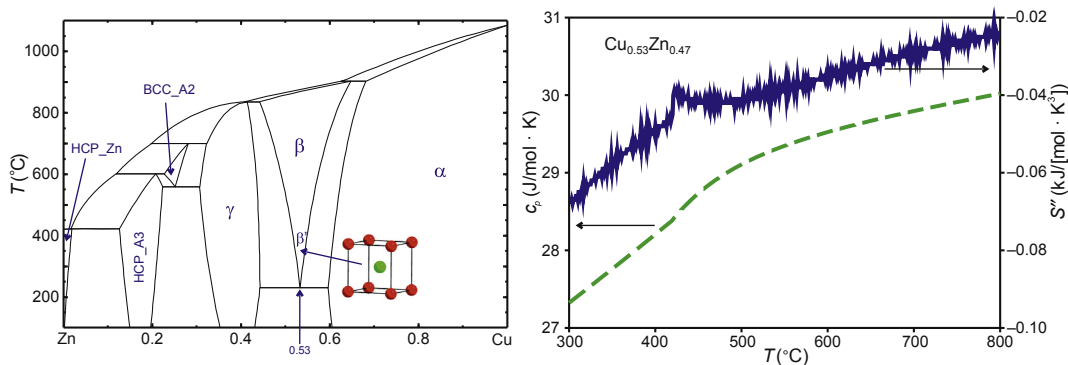 1000
800
600
400
200
T(°C)
HCP_Zn
BCC_A2
HCP_A3
γ
β
β'
α
Zn
0.2
0.4
0.6
0.8
Cu
0.53
Cu0.53Zn0.47
31
30
29
28
27
cp (J/mol · K)
300
400
500
600
700
800
T(°C)
−0.02
−0.04
−0.06
−0.08
−0.10
S″ (kJ/[mol · K³])